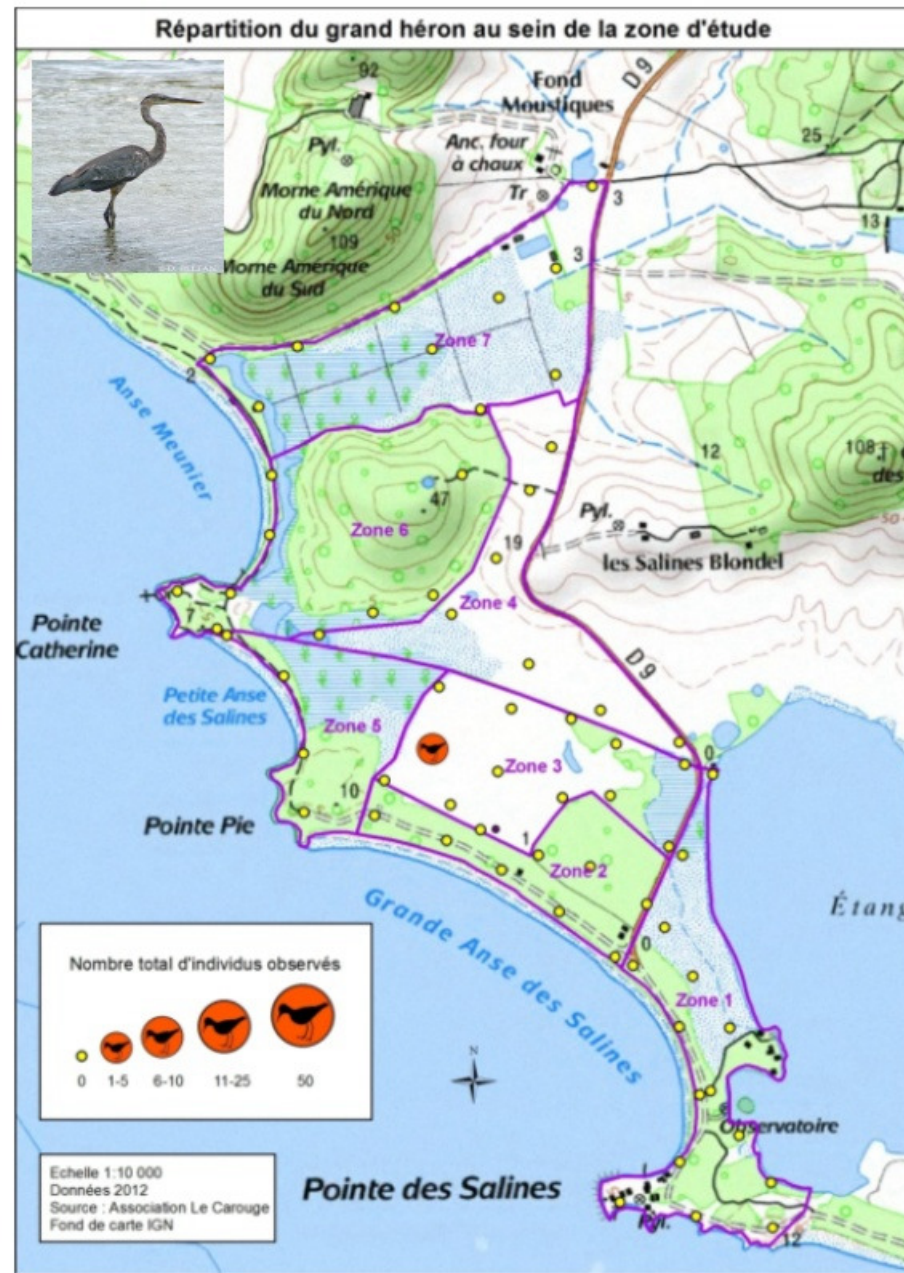 Répartition du grand héron au sein de la zone d'étude
92
Fond
Moustiques
D 9
25
Pyl.
Anc. four
à chaux
Tr
3
13
Morne Amérique
du Nord
109
Morne Amérique
du Sud
3
Zone 7
2
Anse Meunier
12
108
des
47
Zone 6
Pyl.
19
les Salines Blondel
Zone 4
7
5
Pointe
Catherine
D 9
Petite Anse
des Salines
Zone 5
0
Zone 3
10
Pointe Pie
1
Zone 2
Étang
Grande Anse des Salines
0
Zone 1
Nombre total d'individus observés
0 1-5 6-10 11-25 50
N
Observatoire
Echelle 1:10 000
Données 2012
Source : Association Le Carouge
Fond de carte IGN
Pointe des Salines
Pyl.
12